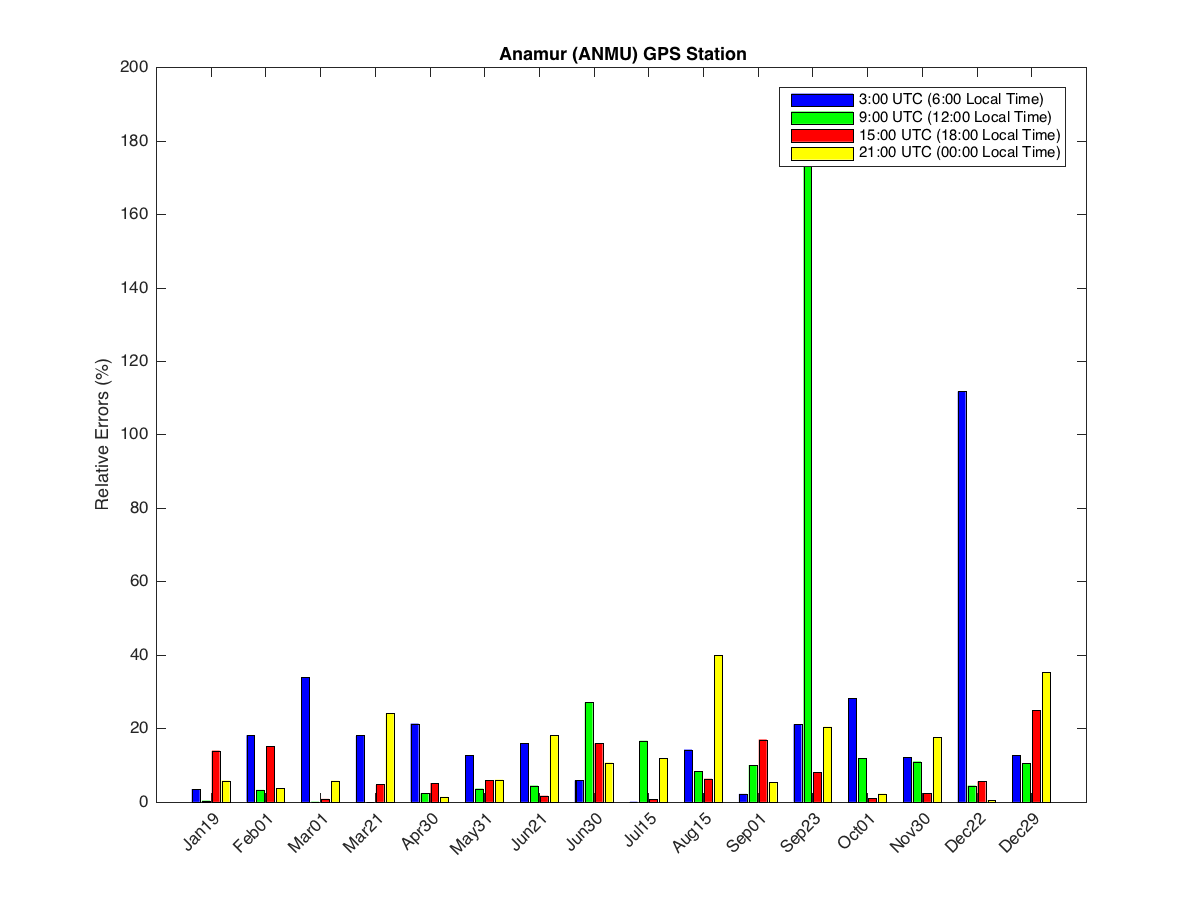 Anamur (ANMU) GPS Station
200
180
160
140
120
100
80
60
40
20
0
Relative Errors (%)
3:00 UTC (6:00 Local Time)
9:00 UTC (12:00 Local Time)
15:00 UTC (18:00 Local Time)
21:00 UTC (00:00 Local Time)
Jan19
Feb01
Mar01
Mar21
Apr30
May31
Jun21
Jun30
Jul15
Aug15
Sep01
Sep23
Oct01
Nov30
Dec22
Dec29